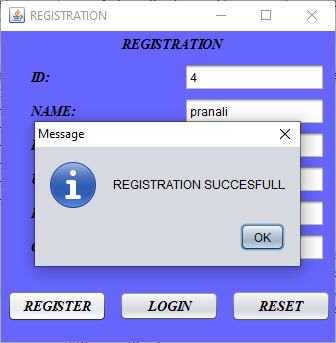 REGISTRATION
REGISTRATION
ID: 4
NAME: pranali
Message
REGISTRATION SUCCESFULL
OK
REGISTER LOGIN RESET